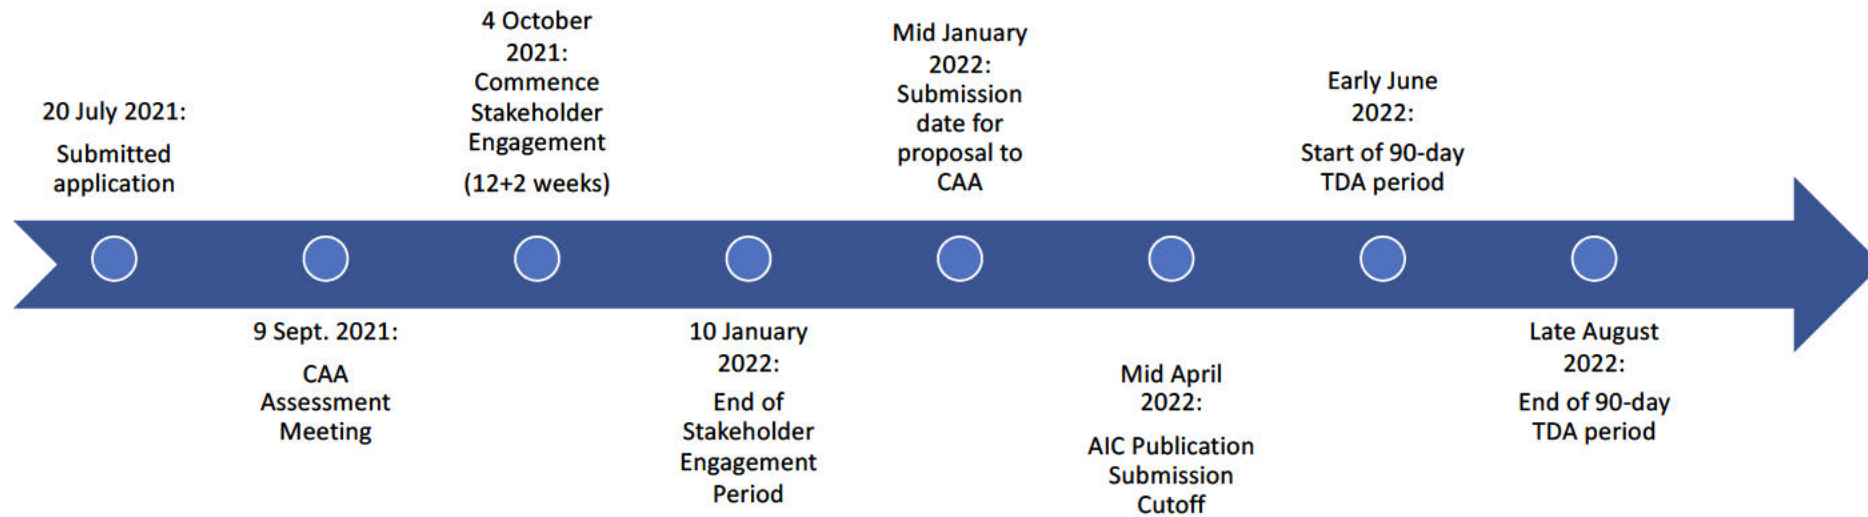 20 July 2021:
Submitted
application
9 Sept. 2021:
CAA
Assessment
Meeting
4 October
2021:
Commence
Stakeholder
Engagement
(12+2 weeks)
10 January
2022:
End of
Stakeholder
Engagement
Period
Mid January
2022:
Submission
date for
proposal to
CAA
Mid April
2022:
AIC Publication
Submission
Cutoff
Early June
2022:
Start of 90-day
TDA period
Late August
2022:
End of 90-day
TDA period